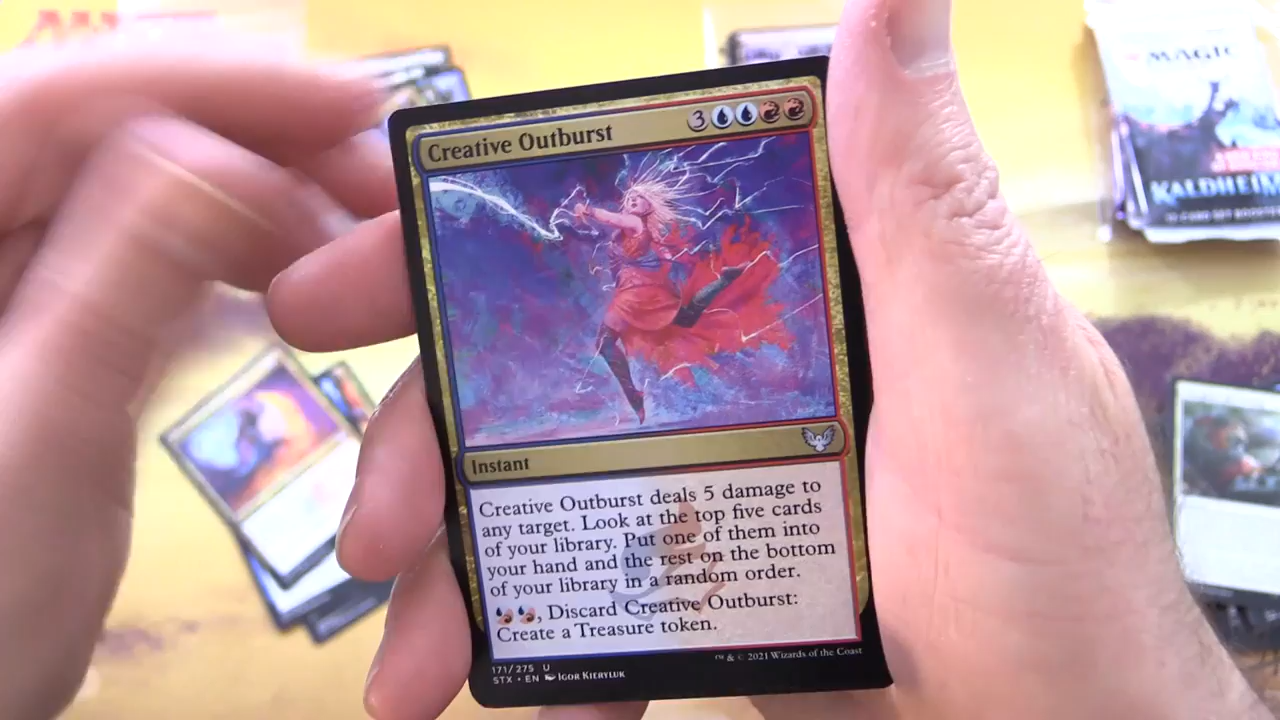 Creative Outburst 3
Instant
Creative Outburst deals 5 damage to
any target. Look at the top five cards
of your library. Put one of them into
your hand and the rest on the bottom
of your library in a random order.
, Discard Creative Outburst:
Create a Treasure token.
171/275 U
STX • EN IGOR KIERYLUK
™ & © 2021 Wizards of the Coast
MAGIC
KALDHEIM